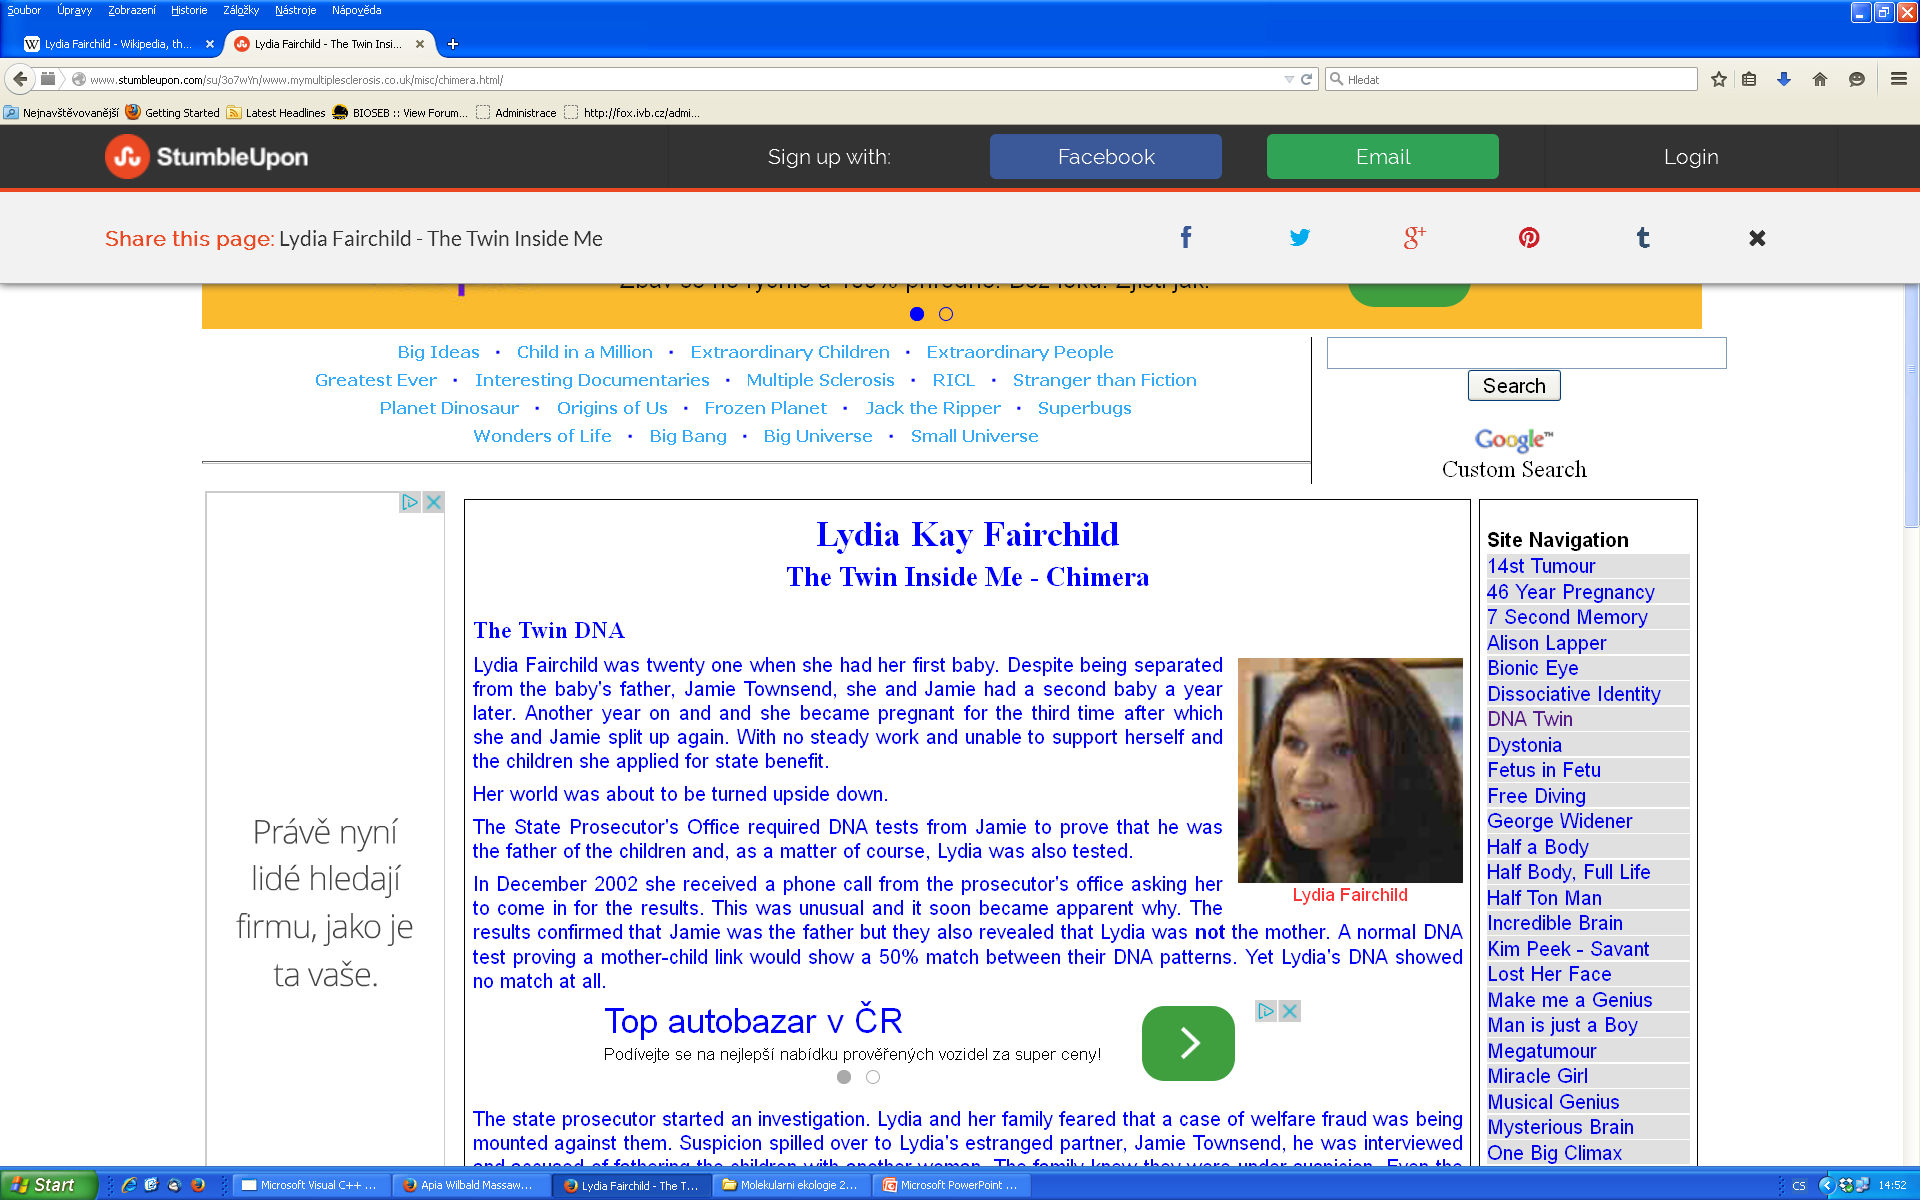 Soubor Úpravy Zobrazení Historie Záložky Nástroje Nápověda
Lydia Fairchild - Wikipedia, th... Lydia Fairchild - The Twin Insi...
www.stumbleupon.com/su/3o7wYn/www.mymultiplesclerosis.co.uk/misc/chimera.html/ Hledat
Nejnavštěvovanější Getting Started Latest Headlines BIOSEB :: View Forum... Administrace http://fox.ivb.cz/admi...
StumbleUpon Sign up with: Facebook Email Login
Share this page: Lydia Fairchild - The Twin Inside Me
Big Ideas • Child in a Million • Extraordinary Children • Extraordinary People
Greatest Ever • Interesting Documentaries • Multiple Sclerosis • RICL • Stranger than Fiction
Planet Dinosaur • Origins of Us • Frozen Planet • Jack the Ripper • Superbugs
Wonders of Life • Big Bang • Big Universe • Small Universe
Search
Google™
Custom Search
Právě nyní
lidé hledají
firmu, jako je
ta vaše.
Lydia Kay Fairchild
The Twin Inside Me - Chimera
The Twin DNA
Lydia Fairchild was twenty one when she had her first baby. Despite being separated
from the baby's father, Jamie Townsend, she and Jamie had a second baby a year
later. Another year on and and she became pregnant for the third time after which
she and Jamie split up again. With no steady work and unable to support herself and
the children she applied for state benefit.
Her world was about to be turned upside down.
The State Prosecutor's Office required DNA tests from Jamie to prove that he was
the father of the children and, as a matter of course, Lydia was also tested.
Lydia Fairchild
In December 2002 she received a phone call from the prosecutor's office asking her
to come in for the results. This was unusual and it soon became apparent why. The
results confirmed that Jamie was the father but they also revealed that Lydia was not the mother. A normal DNA
test proving a mother-child link would show a 50% match between their DNA patterns. Yet Lydia's DNA showed
no match at all.
Top autobazar v ČR
Podívejte se na nejlepší nabídku prověřených vozidel za super ceny!
The state prosecutor started an investigation. Lydia and her family feared that a case of welfare fraud was being
mounted against them. Suspicion spilled over to Lydia's estranged partner, Jamie Townsend, he was interviewed
Site Navigation
14st Tumour
46 Year Pregnancy
7 Second Memory
Alison Lapper
Bionic Eye
Dissociative Identity
DNA Twin
Dystonia
Fetus in Fetu
Free Diving
George Widener
Half a Body
Half Body, Full Life
Half Ton Man
Incredible Brain
Kim Peek - Savant
Lost Her Face
Make me a Genius
Man is just a Boy
Megatumour
Miracle Girl
Musical Genius
Mysterious Brain
One Big Climax
Start Microsoft Visual C++ ... Apia Wilbald Massaw... Lydia Fairchild - The T... Molekularni ekologie 2... Microsoft PowerPoint ... CS 14:52